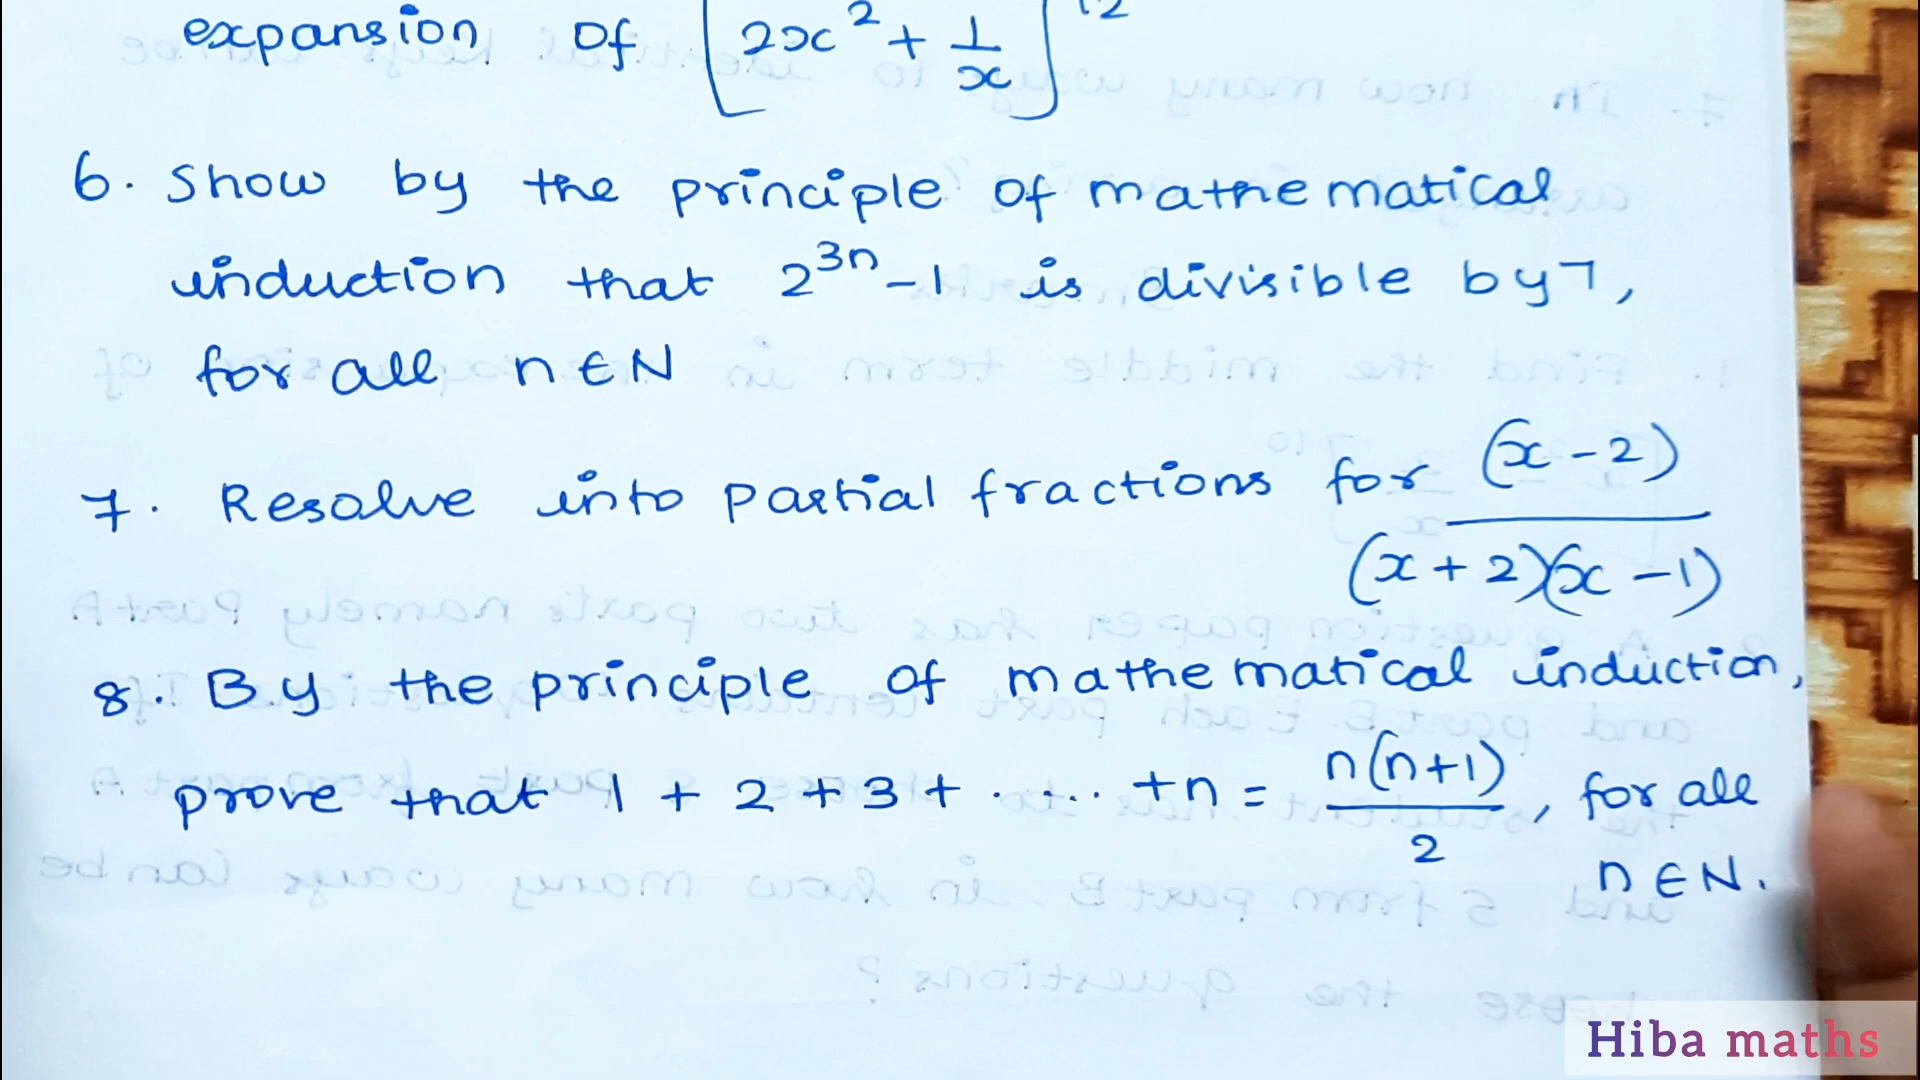 expansion of [2x² + 1/x]¹²
6. Show by the principle of mathematical
induction that 2³ⁿ - 1 is divisible by 7,
for all n ∈ N
7. Resolve into partial fractions for (x - 2) / (x + 2)(x - 1)
8. By the principle of mathematical induction,
prove that 1 + 2 + 3 + ..... + n = n(n+1)/2, for all
n ∈ N.
Hiba maths